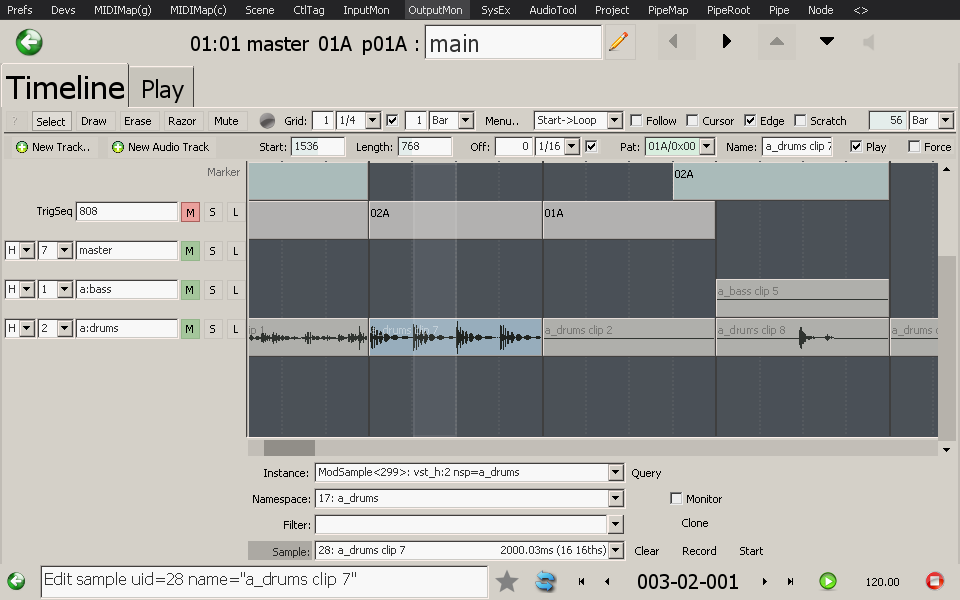 Prefs Devs MIDIMap(g) MIDIMap(c) Scene CtlTag InputMon OutputMon SysEx AudioTool Project PipeMap PipeRoot Pipe Node <>
01:01 master 01A p01A : main
Timeline Play
? Select Draw Erase Razor Mute Grid: 1 1/4 1 Bar Menu.. Start->Loop Follow Cursor Edge Scratch 56 Bar
New Track.. New Audio Track Start: 1536 Length: 768 Off: 0 1/16 Pat: 01A/0x00 Name: a_drums clip 7 Play Force
Marker 02A
TrigSeq 808 M S L 02A 01A
H 7 master M S L
H 1 a:bass M S L a_bass clip 5
H 2 a:drums M S L ip 1 a_drums clip 7 a_drums clip 2 a_drums clip 8 a_drums c
Instance: ModSample<299>: vst_h:2 nsp=a_drums Query
Namespace: 17: a_drums Monitor
Filter: Clone
Sample: 28: a_drums clip 7 2000.03ms (16 16ths) Clear Record Start
Edit sample uid=28 name="a_drums clip 7" 003-02-001 120.00